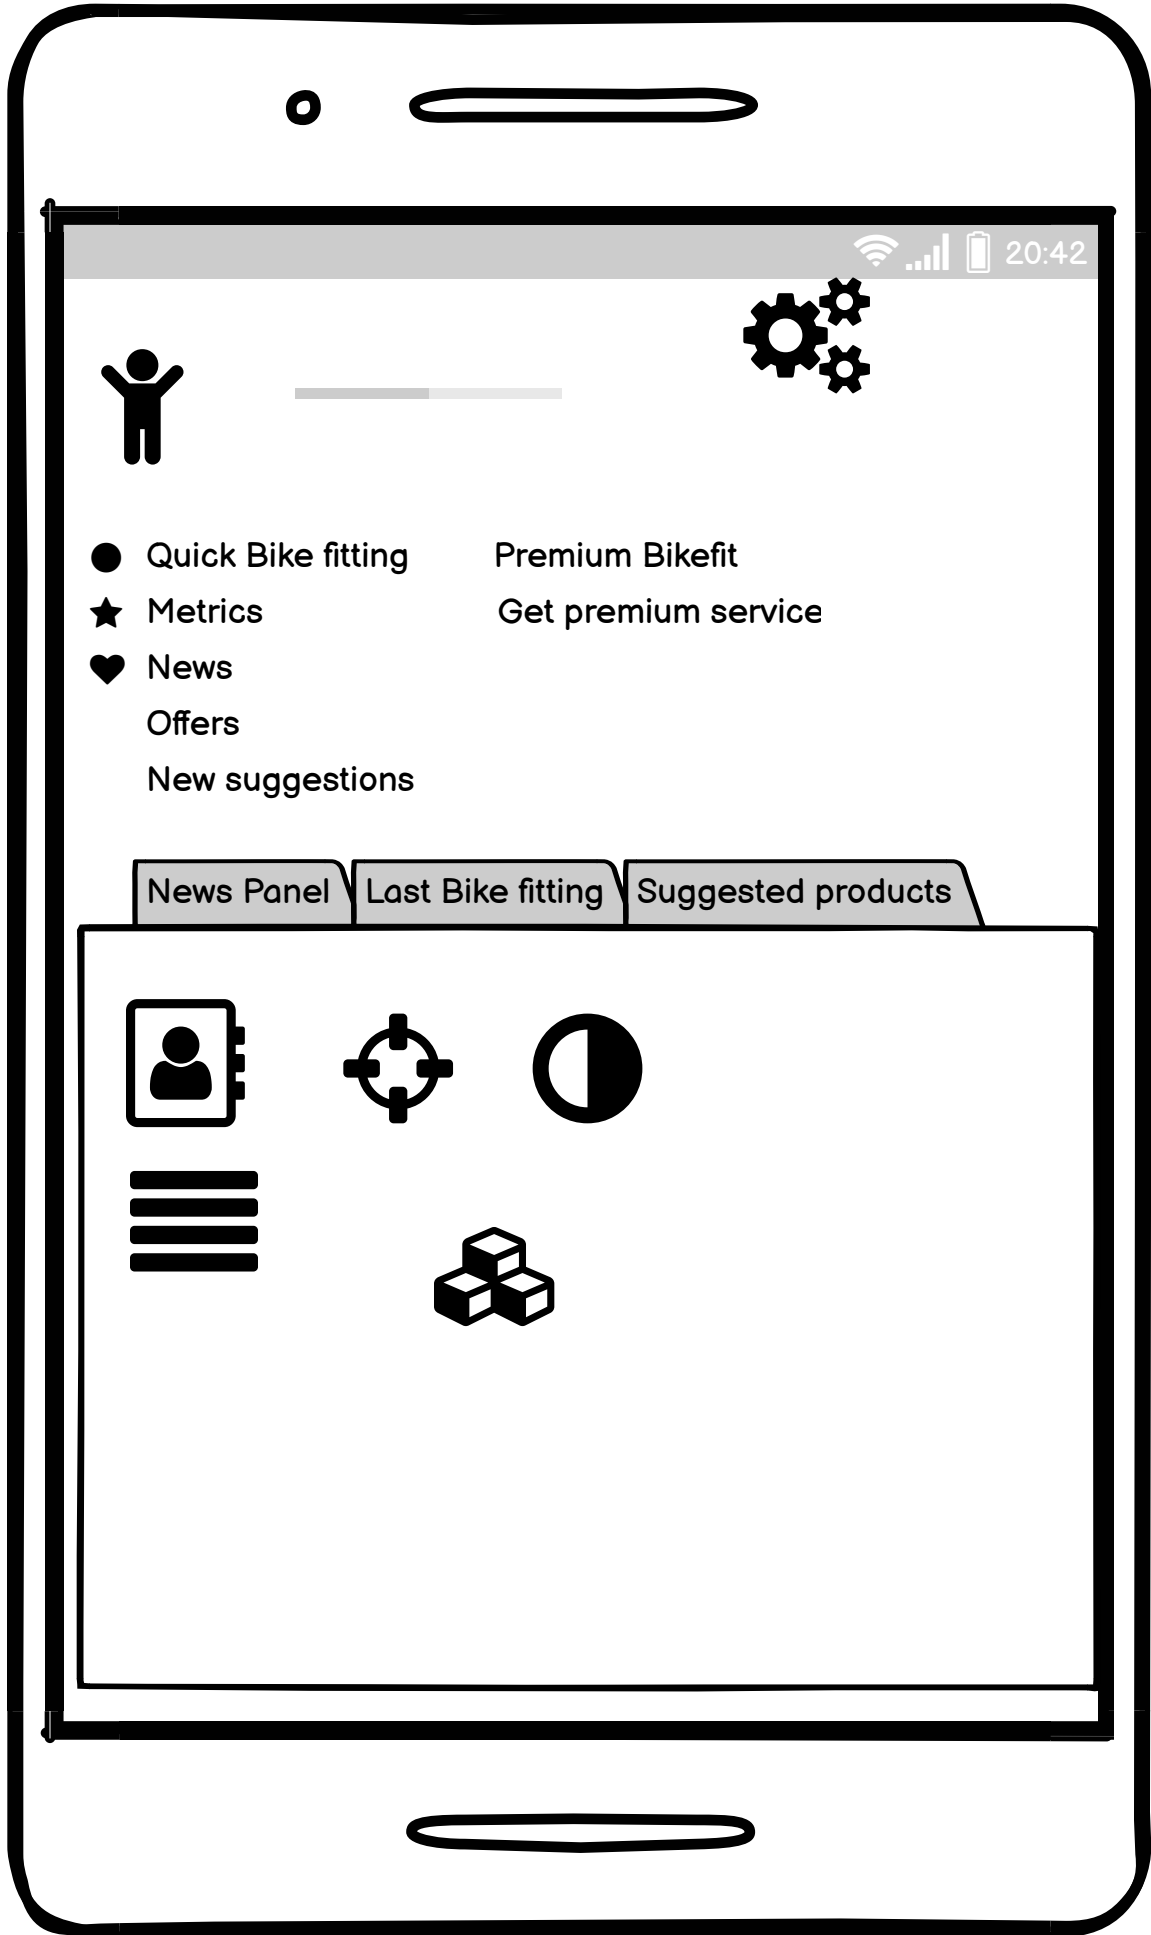 20:42
Quick Bike fitting
Premium Bikefit
Metrics
Get premium service
News
Offers
New suggestions
News Panel
Last Bike fitting
Suggested products